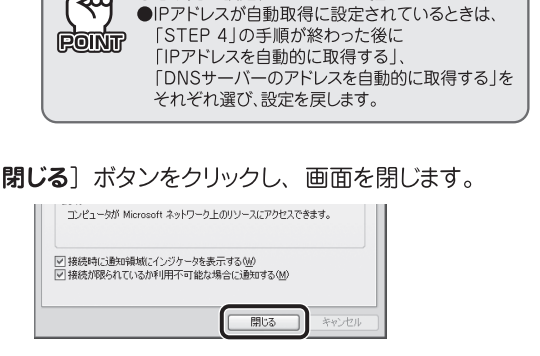 POINT
●IPアドレスが自動取得に設定されているときは、
「STEP 4」の手順が終わった後に
「IPアドレスを自動的に取得する」、
「DNSサーバーのアドレスを自動的に取得する」を
それぞれ選び、設定を戻します。
閉じる］ボタンをクリックし、画面を閉じます。
コンピュータが Microsoft ネットワーク上のリソースにアクセスできます。
接続時に通知領域にインジケータを表示する(W)
接続が限られているか利用不可能な場合に通知する(M)
閉じる
キャンセル